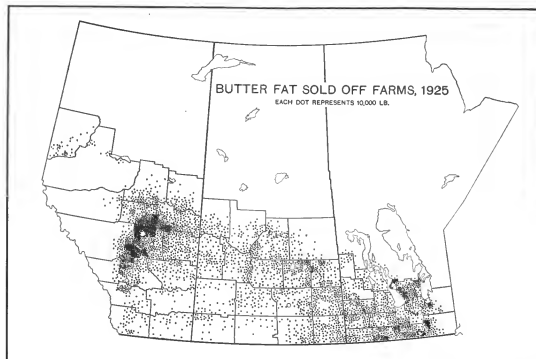 BUTTER FAT SOLD OFF FARMS, 1925
EACH DOT REPRESENTS 10,000 LB.